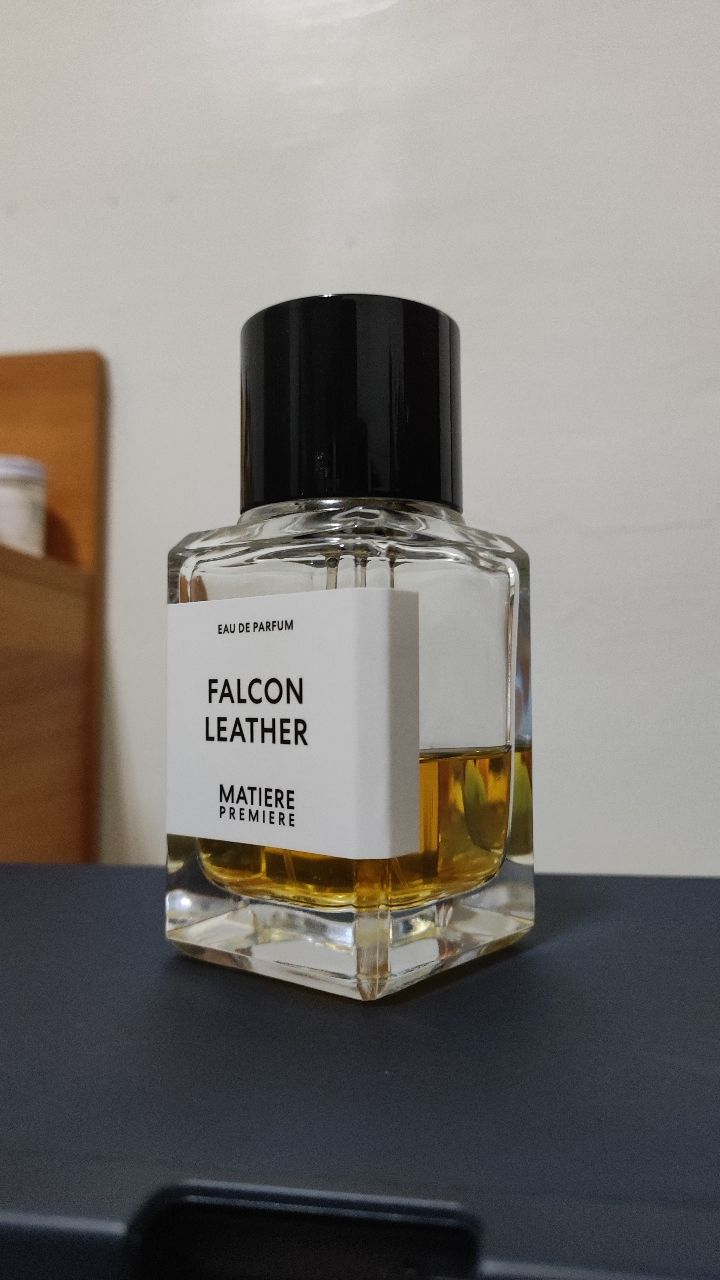 EAU DE PARFUM
FALCON
LEATHER
MATIERE
PREMIERE